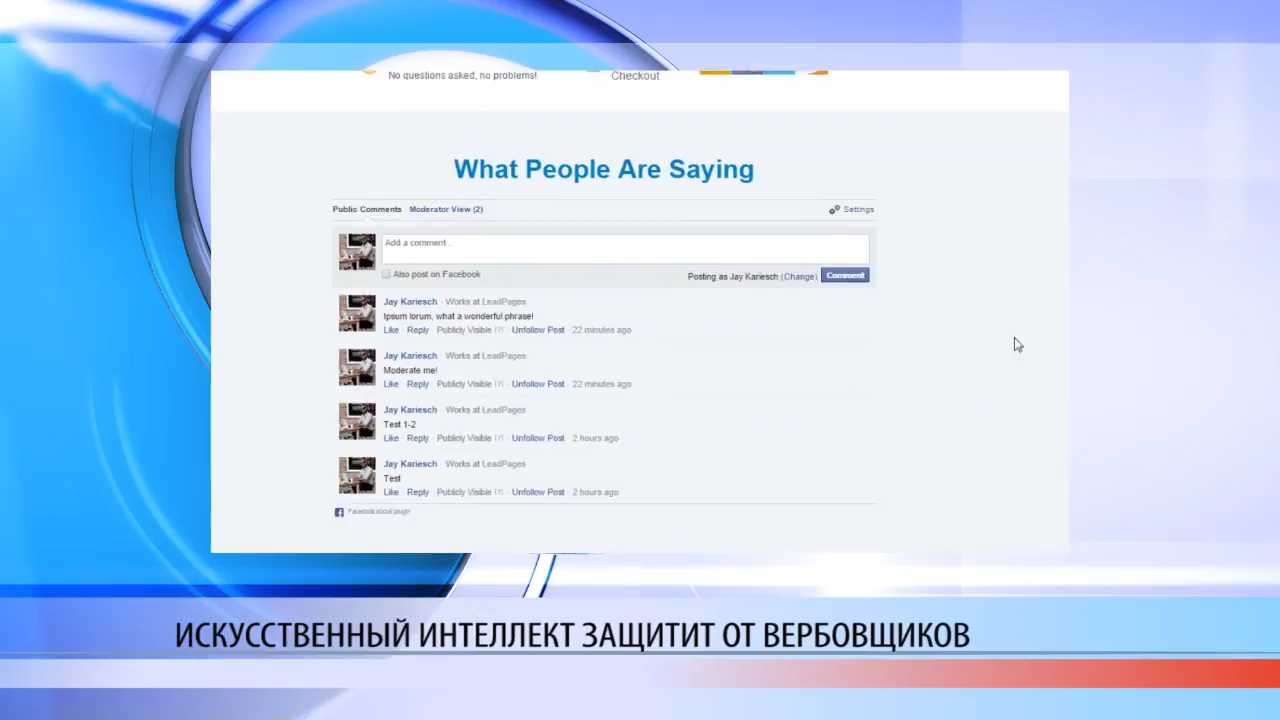 No questions asked, no problems!
Checkout
What People Are Saying
Public Comments Moderator View (2) Settings
Add a comment...
Also post on Facebook Posting as Jay Kariesch (Change) Comment
Jay Kariesch · Works at LeadPages
Ipsum lorum, what a wonderful phrase!
Like · Reply · Publicly Visible [?] · Unfollow Post · 22 minutes ago
Jay Kariesch · Works at LeadPages
Moderate me!
Like · Reply · Publicly Visible [?] · Unfollow Post · 22 minutes ago
Jay Kariesch · Works at LeadPages
Test 1-2
Like · Reply · Publicly Visible [?] · Unfollow Post · 2 hours ago
Jay Kariesch · Works at LeadPages
Test
Like · Reply · Publicly Visible [?] · Unfollow Post · 2 hours ago
Facebook social plugin
ИСКУССТВЕННЫЙ ИНТЕЛЛЕКТ ЗАЩИТИТ ОТ ВЕРБОВЩИКОВ